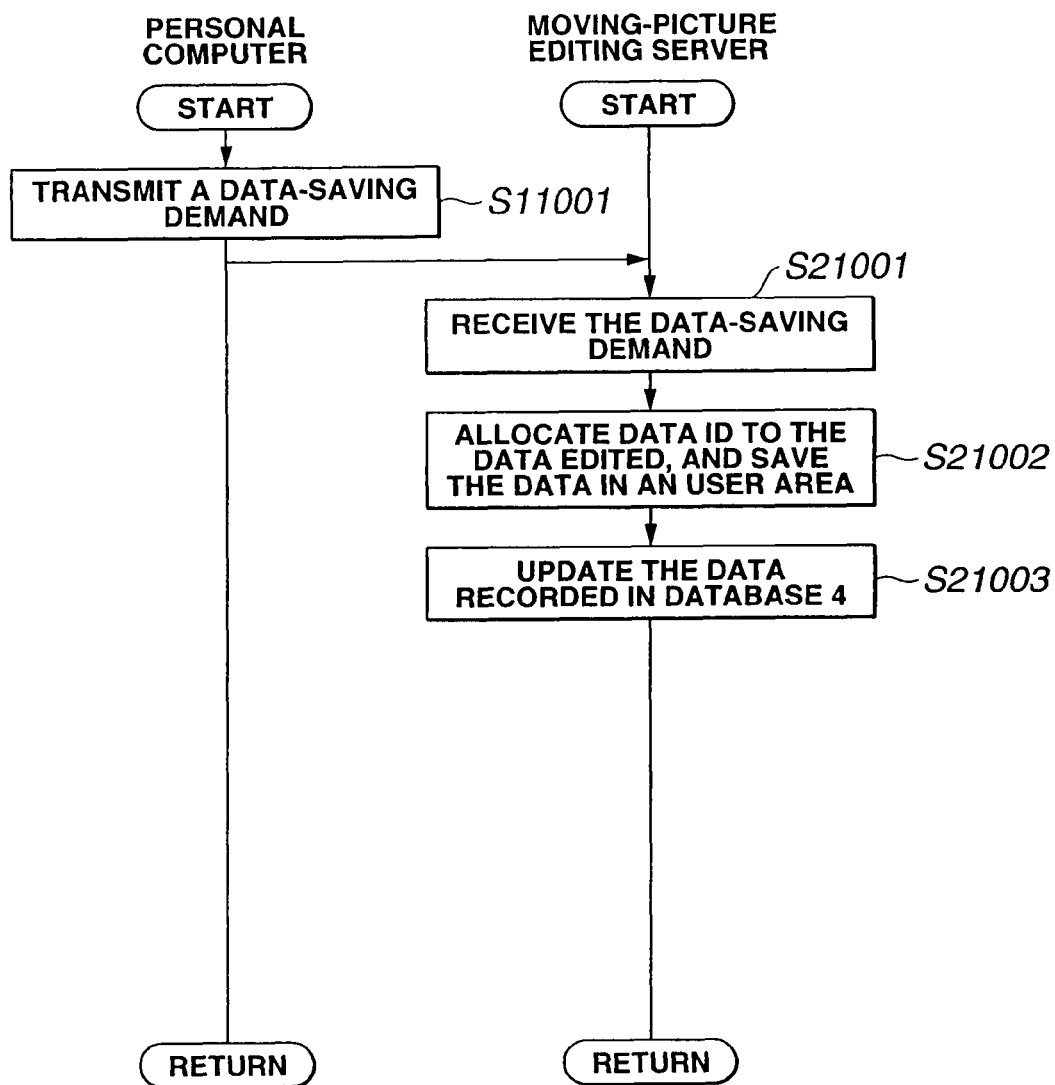 PERSONAL
COMPUTER
MOVING-PICTURE
EDITING SERVER
START
START
TRANSMIT A DATA-SAVING
DEMAND
S11001
S21001
RECEIVE THE DATA-SAVING
DEMAND
ALLOCATE DATA ID TO THE
DATA EDITED, AND SAVE
THE DATA IN AN USER AREA
S21002
UPDATE THE DATA
RECORDED IN DATABASE 4
S21003
RETURN
RETURN